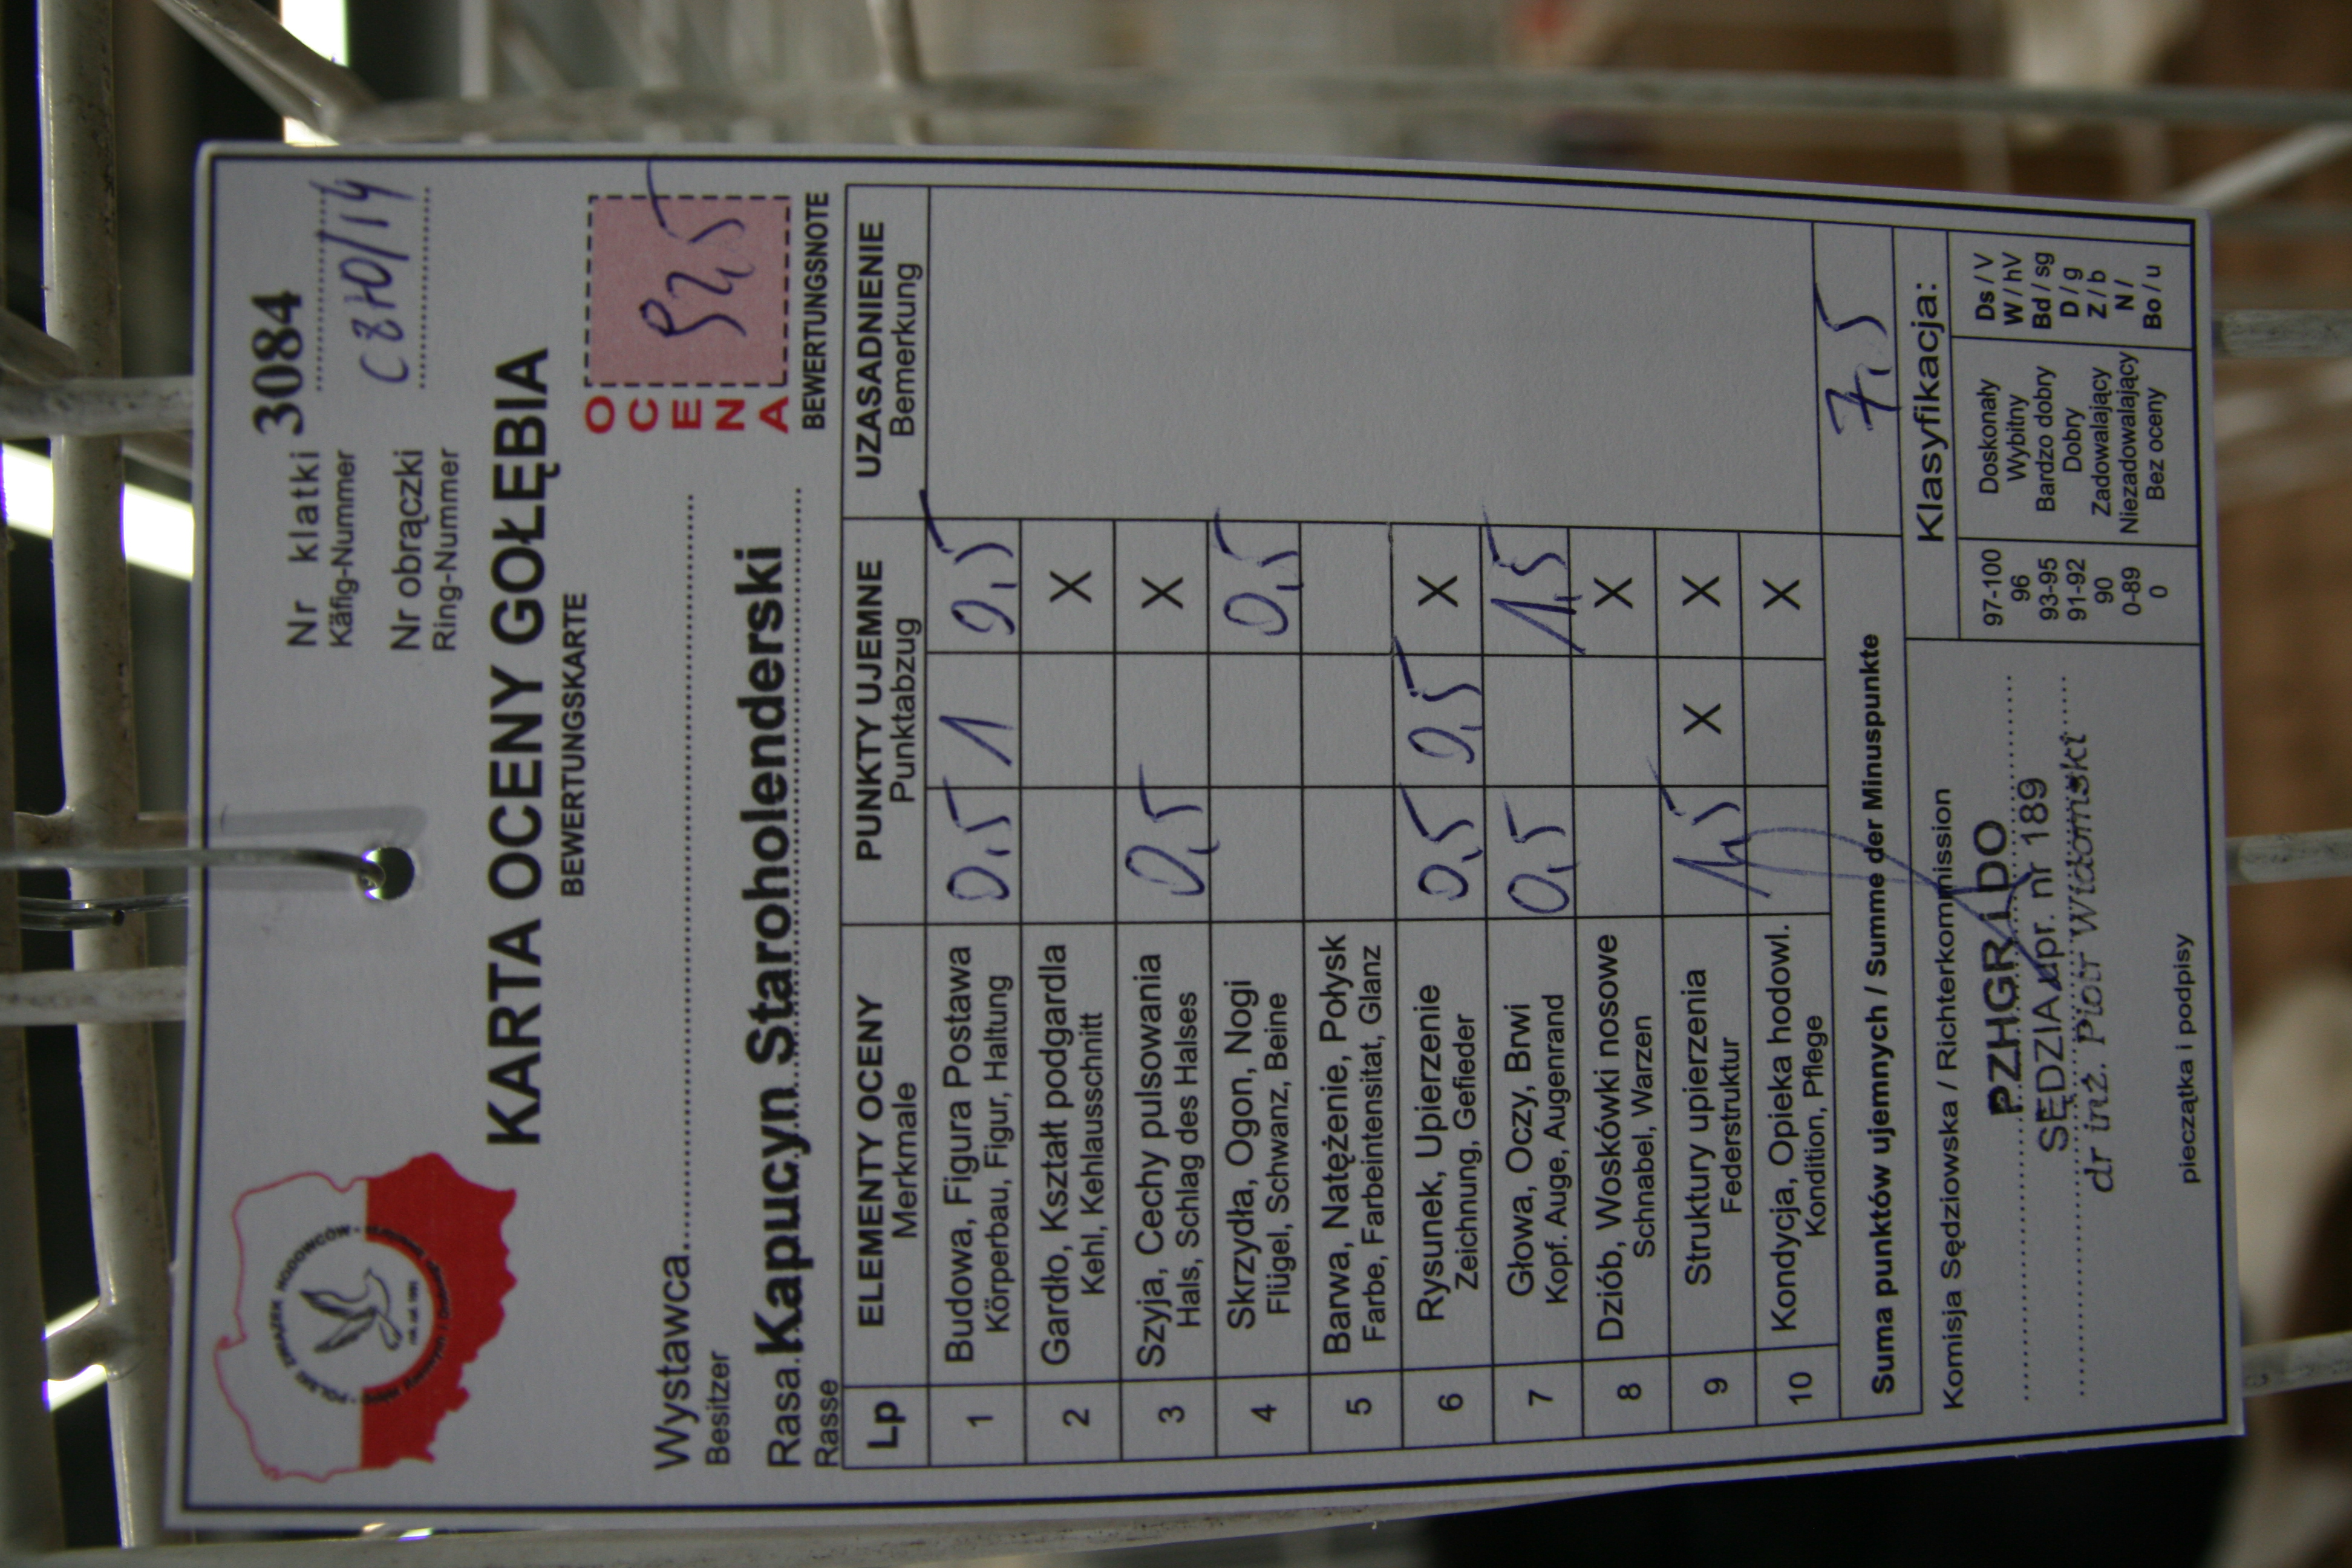 Nr klatki 3084
Käfig-Nummer
Nr obrączki
Ring-Nummer
KARTA OCENY GOŁĘBIA
BEWERTUNGSKARTE
OCENA 92,5
BEWERTUNGSNOTE
Wystawca
Besitzer
Rasa Kapucyn Staroholenderski
Rasse
Lp ELEMENTY OCENY PUNKTY UJEMNE UZASADNIENIE
Merkmale Punktabzug Bemerkung
1 Budowa, Figura Postawa 0,5 1 0,5
Körperbau, Figur, Haltung
2 Gardło, Kształt podgardla X
Kehl, Kehlausschnitt
3 Szyja, Cechy pulsowania 0,5 X
Hals, Schlag des Halses
4 Skrzydła, Ogon, Nogi 0,5
Flügel, Schwanz, Beine
5 Barwa, Natężenie, Połysk
Farbe, Farbeintensitat, Glanz
6 Rysunek, Upierzenie 0,5 0,5 X
Zeichnung, Gefieder
7 Głowa, Oczy, Brwi 0,5 1,5
Kopf. Auge, Augenrand
8 Dziób, Woskówki nosowe X
Schnabel, Warzen
9 Struktury upierzenia 1,5 X X
Federstruktur
10 Kondycja, Opieka hodowl. X
Kondition, Pflege
Suma punktów ujemnych / Summe der Minuspunkte 7,5
Komisja Sędziowska / Richterkommission
PZHGR i DO
SĘDZIA upr. nr 189
dr inż. Piotr Widomski
pieczątka i podpisy
Klasyfikacja:
97-100 Doskonały Ds / V
96 Wybitny W / hV
93-95 Bardzo dobry Bd / sg
91-92 Dobry D / g
90 Zadowalający Z / b
0-89 Niezadowalający N /
0 Bez oceny Bo / u